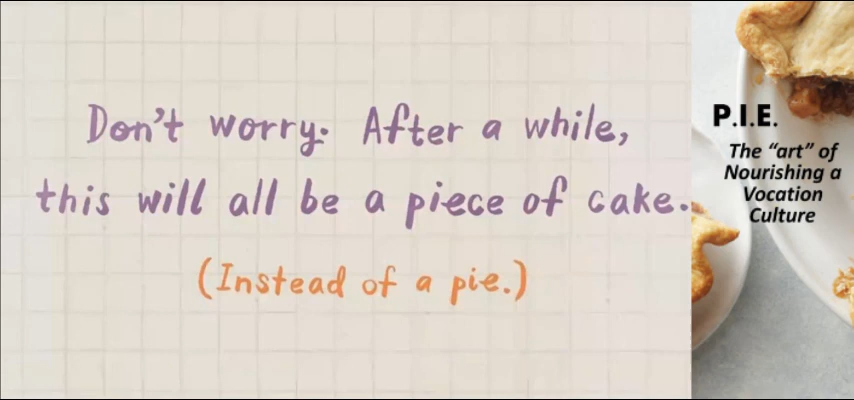 Don't worry. After a while,
this will all be a piece of cake.
(Instead of a pie.)
P.I.E.
The “art” of
Nourishing a
Vocation
Culture